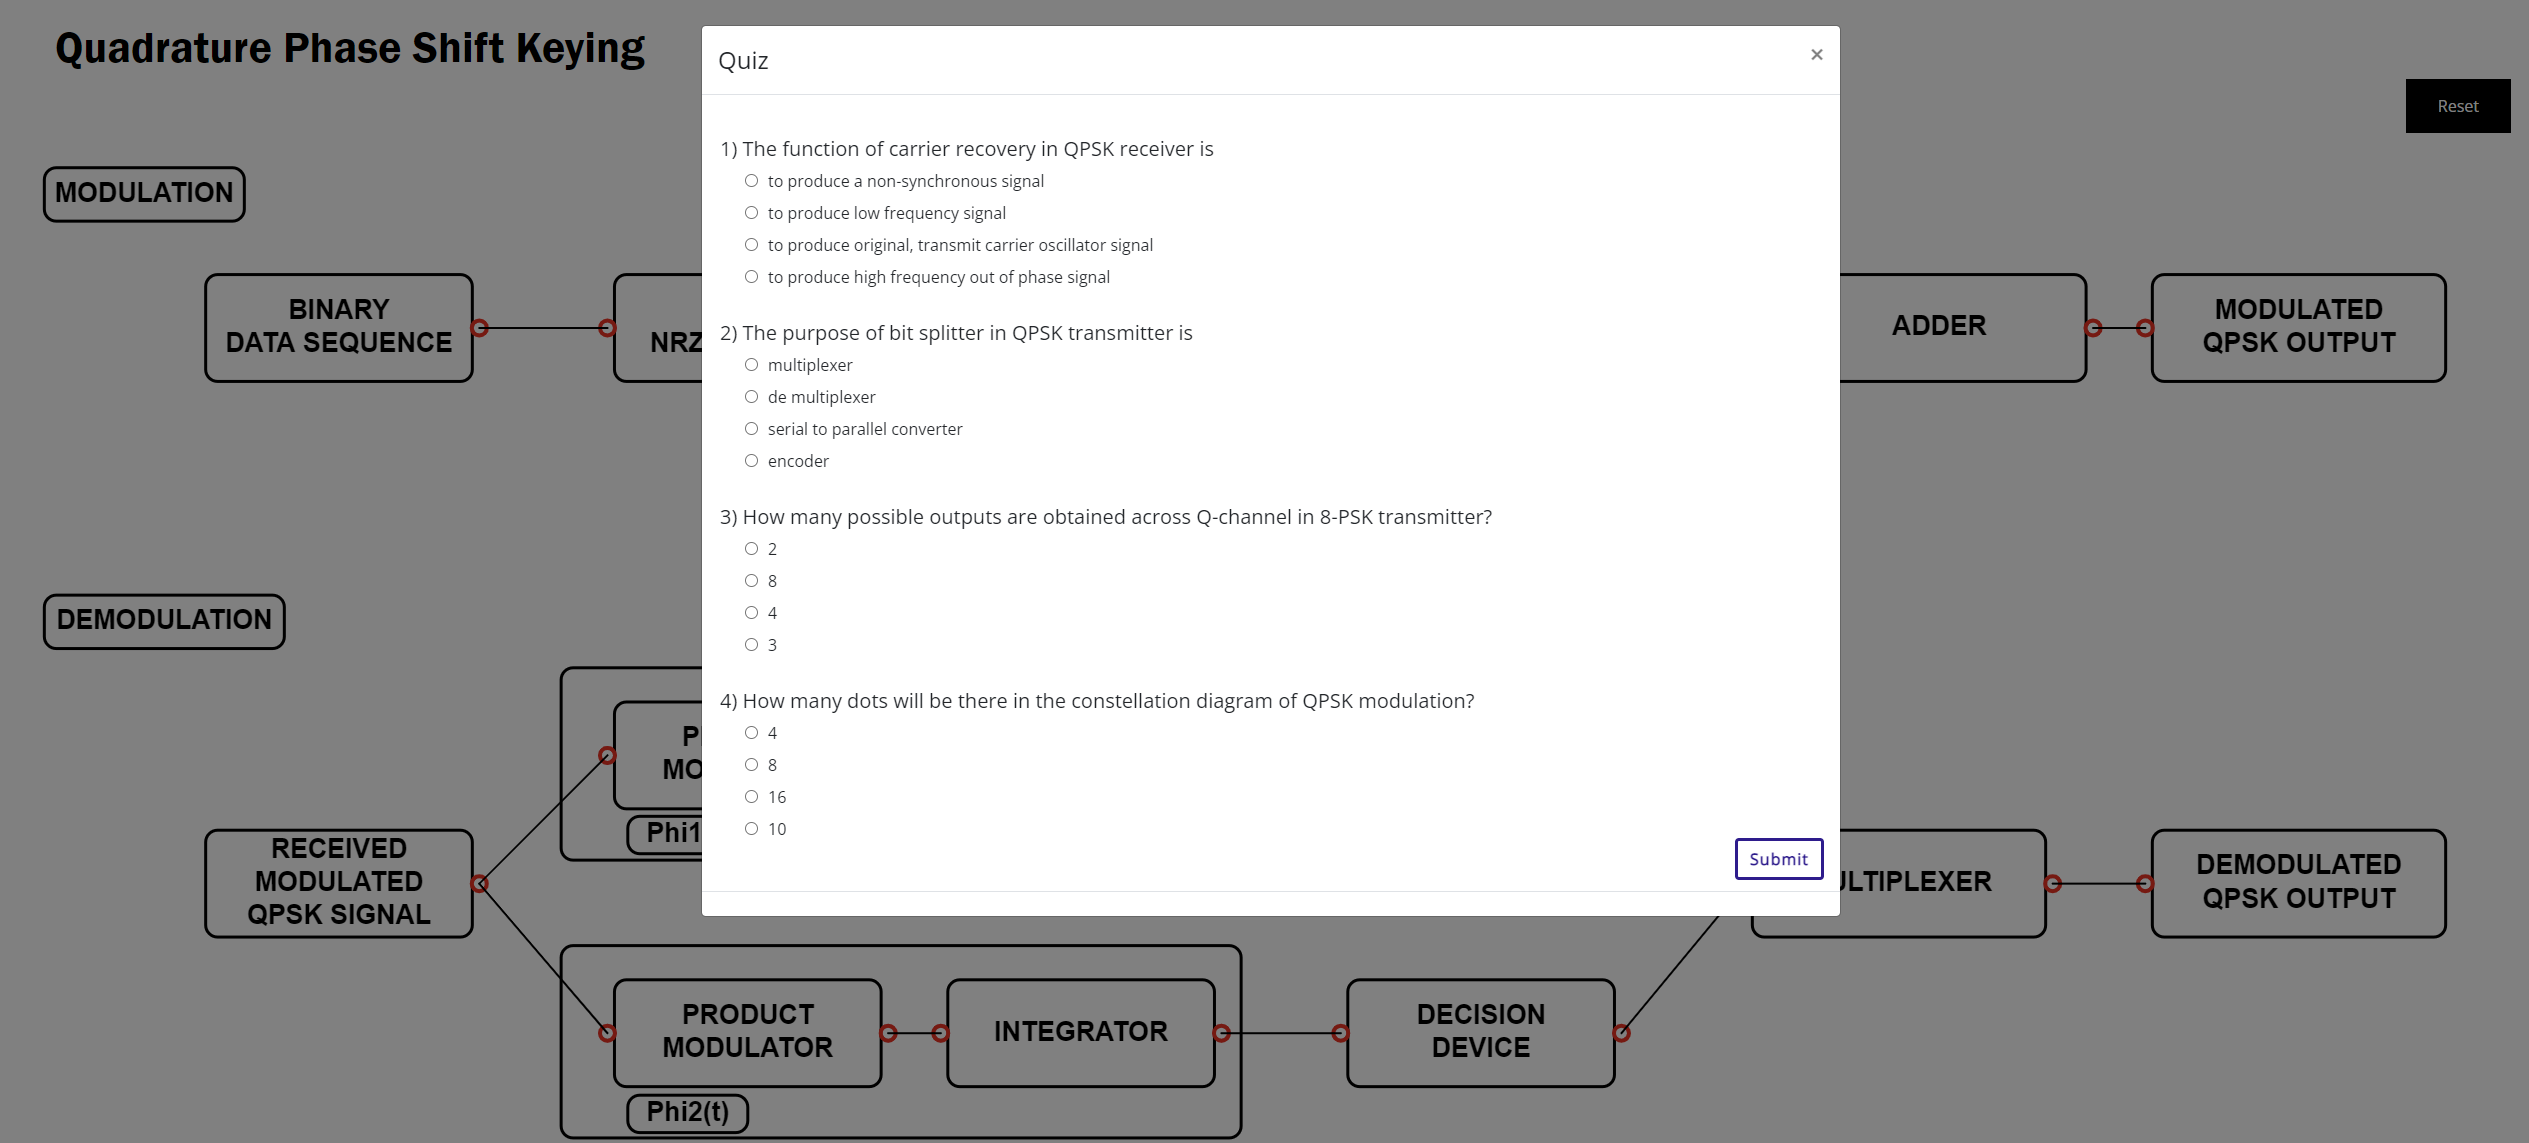 Quadrature Phase Shift Keying
Quiz
×
Reset
1) The function of carrier recovery in QPSK receiver is
to produce a non-synchronous signal
to produce low frequency signal
to produce original, transmit carrier oscillator signal
to produce high frequency out of phase signal
2) The purpose of bit splitter in QPSK transmitter is
multiplexer
de multiplexer
serial to parallel converter
encoder
3) How many possible outputs are obtained across Q-channel in 8-PSK transmitter?
2
8
4
3
4) How many dots will be there in the constellation diagram of QPSK modulation?
4
8
16
10
Submit
MODULATION
BINARY
DATA SEQUENCE
NRZ
ADDER
MODULATED
QPSK OUTPUT
DEMODULATION
RECEIVED
MODULATED
QPSK SIGNAL
Phi1
PRODUCT
MODULATOR
Phi2(t)
INTEGRATOR
DECISION
DEVICE
LTIPLEXER
DEMODULATED
QPSK OUTPUT